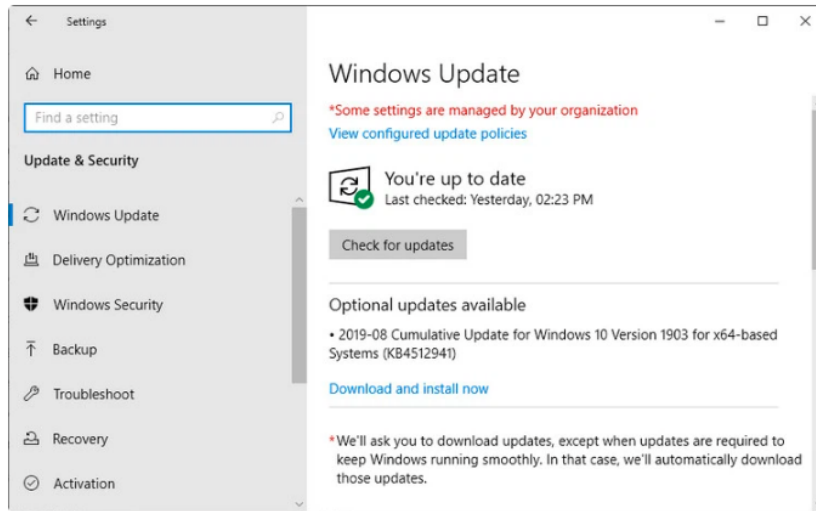 Settings
Home
Find a setting
Update & Security
Windows Update
Delivery Optimization
Windows Security
Backup
Troubleshoot
Recovery
Activation
Windows Update
*Some settings are managed by your organization
View configured update policies
You're up to date
Last checked: Yesterday, 02:23 PM
Check for updates
Optional updates available
• 2019-08 Cumulative Update for Windows 10 Version 1903 for x64-based
Systems (KB4512941)
Download and install now
*We'll ask you to download updates, except when updates are required to
keep Windows running smoothly. In that case, we'll automatically download
those updates.